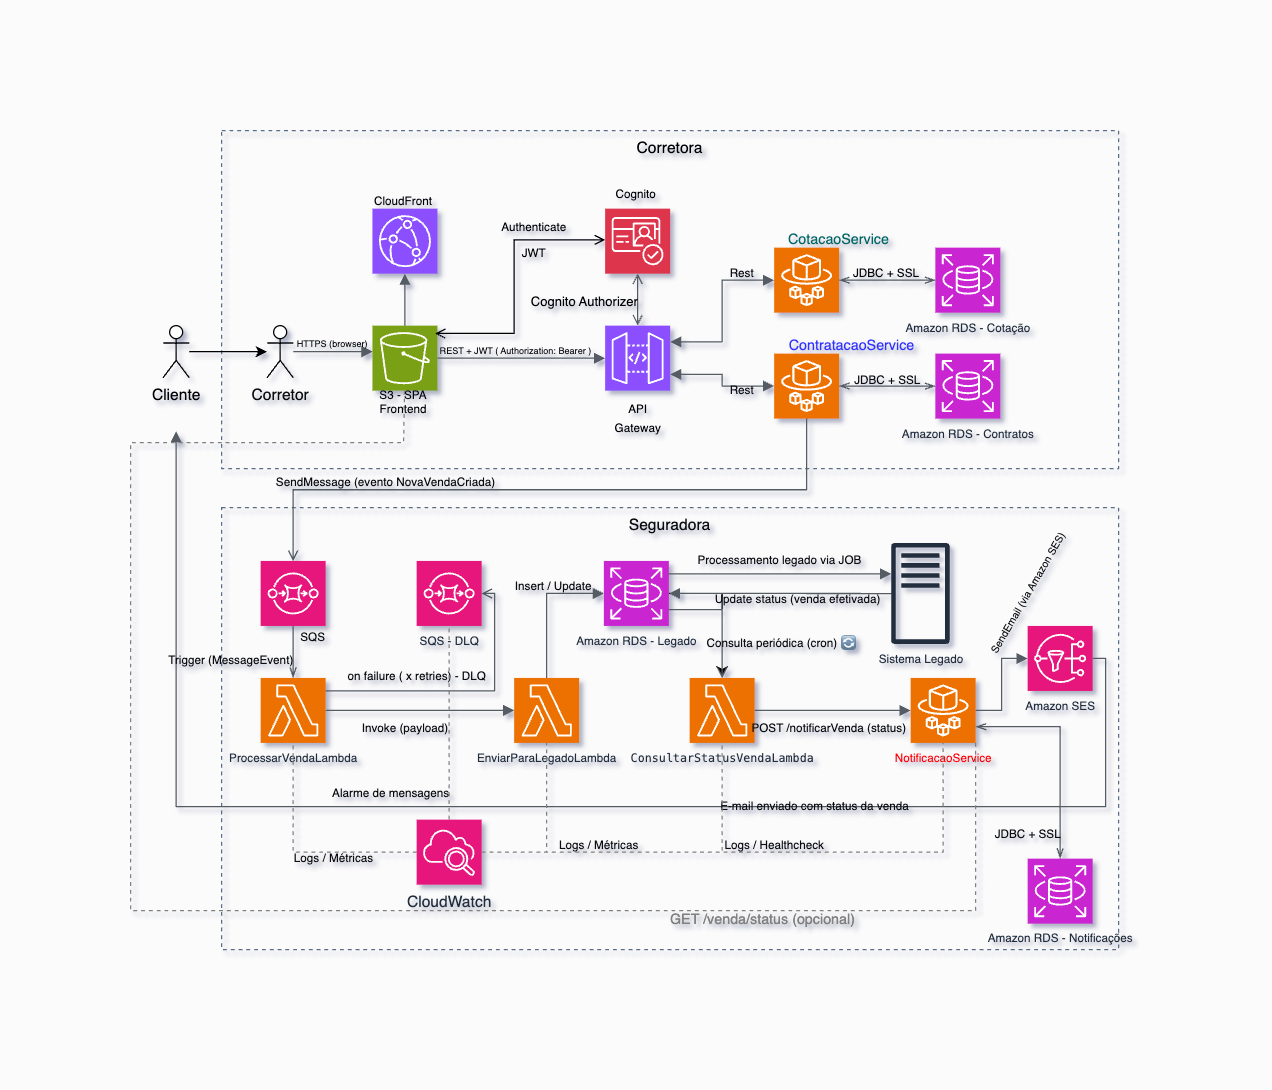 Corretora
CloudFront
Cognito
Authenticate
JWT
CotacaoService
Rest
JDBC + SSL
Cognito Authorizer
Amazon RDS - Cotação
HTTPS (browser)
REST + JWT ( Authorization: Bearer )
ContratacaoService
Rest
JDBC + SSL
Cliente
Corretor
S3 - SPA
Frontend
API
Gateway
Amazon RDS - Contratos
SendMessage (evento NovaVendaCriada)
Seguradora
SendEmail (via Amazon SES)
Processamento legado via JOB
Insert / Update
Update status (venda efetivada)
SQS
SQS - DLQ
Amazon RDS - Legado
Consulta periódica (cron)
Sistema Legado
Trigger (MessageEvent)
on failure ( x retries) - DLQ
Amazon SES
Invoke (payload)
POST /notificarVenda (status)
ProcessarVendaLambda
EnviarParaLegadoLambda
ConsultarStatusVendaLambda
NotificacaoService
Alarme de mensagens
E-mail enviado com status da venda
JDBC + SSL
Logs / Métricas
Logs / Métricas
Logs / Healthcheck
CloudWatch
GET /venda/status (opcional)
Amazon RDS - Notificações